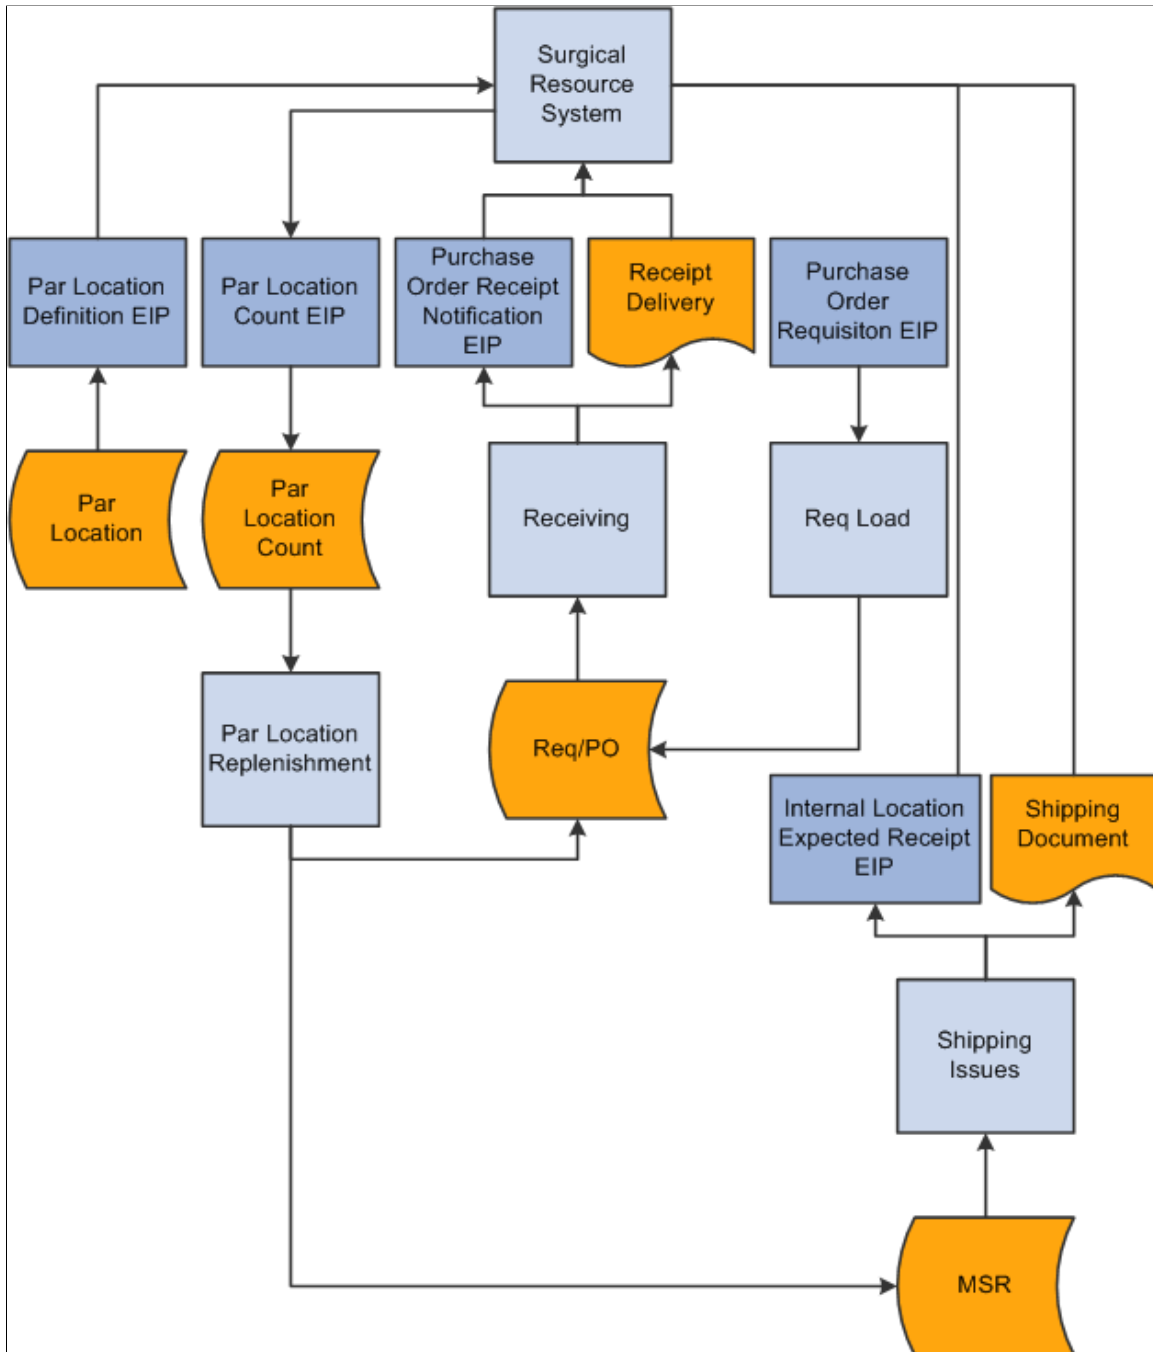 Surgical
Resource
System
Par Location
Definition EIP
Par Location
Count EIP
Purchase
Order Receipt
Notification
EIP
Receipt
Delivery
Purchase
Order
Requisiton EIP
Par
Location
Par
Location
Count
Receiving
Req Load
Par Location
Replenishment
Req/PO
Internal Location
Expected Receipt
EIP
Shipping
Document
Shipping
Issues
MSR